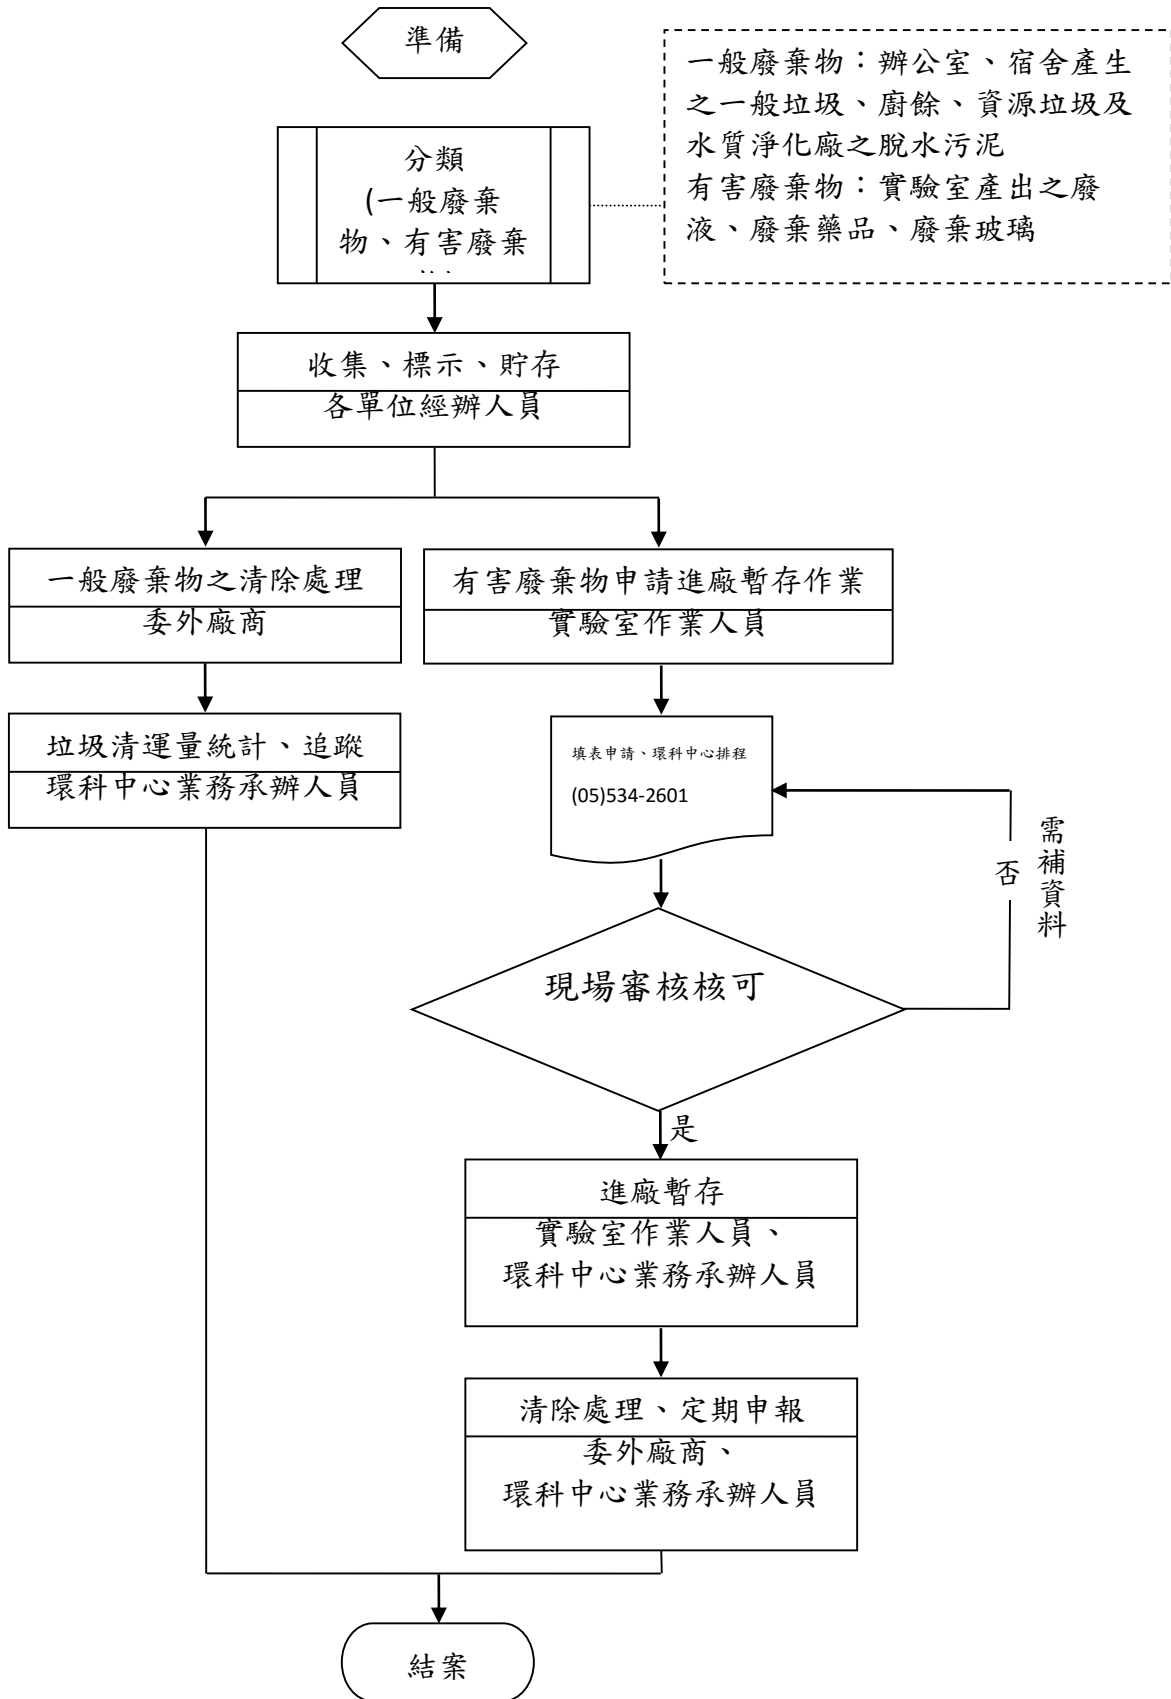 準備
一般廢棄物：辦公室、宿舍產生
之一般垃圾、廚餘、資源垃圾及
水質淨化廠之脫水污泥
有害廢棄物：實驗室產出之廢
液、廢棄藥品、廢棄玻璃
分類
(一般廢棄
物、有害廢棄
收集、標示、貯存
各單位經辦人員
一般廢棄物之清除處理
委外廠商
有害廢棄物申請進廠暫存作業
實驗室作業人員
垃圾清運量統計、追蹤
環科中心業務承辦人員
填表申請、環科中心排程
(05)534-2601
否
需補資料
現場審核核可
是
進廠暫存
實驗室作業人員、
環科中心業務承辦人員
清除處理、定期申報
委外廠商、
環科中心業務承辦人員
結案